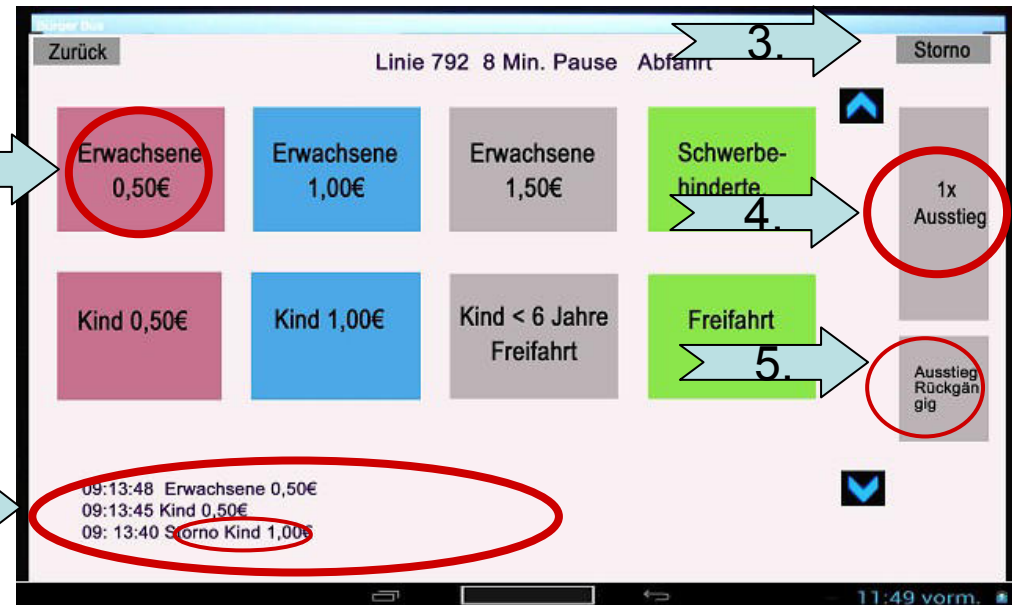 Bürger Bus
Zurück
Linie 792 8 Min. Pause Abfahrt
3.
Storno
Erwachsene
0,50€
Erwachsene
1,00€
Erwachsene
1,50€
Schwerbe-
hinderte
4.
1x
Ausstieg
Kind 0,50€
Kind 1,00€
Kind < 6 Jahre
Freifahrt
Freifahrt
5.
Ausstieg
Rückgän
gig
09:13:48 Erwachsene 0,50€
09:13:45 Kind 0,50€
09: 13:40 Storno Kind 1,00€
11:49 vorm.